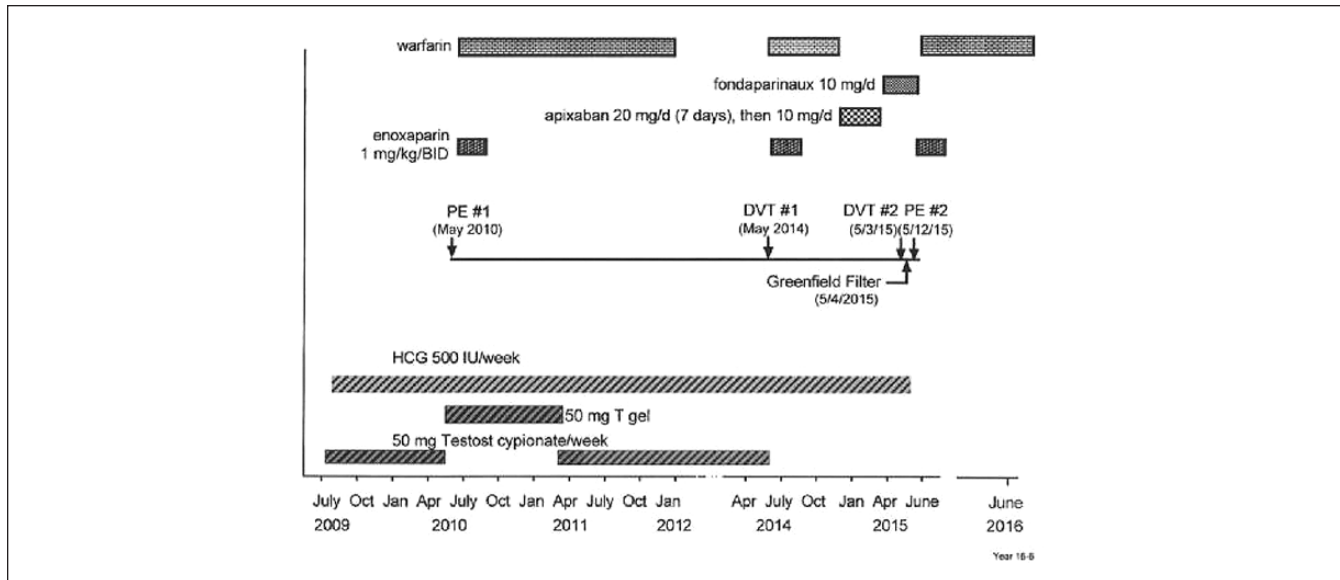 warfarin
fondaparinaux 10 mg/d
apixaban 20 mg/d (7 days), then 10 mg/d
enoxaparin
1 mg/kg/BID
PE #1
(May 2010)
DVT #1
(May 2014)
DVT #2 PE #2
(5/3/15)(5/12/15)
Greenfield Filter
(5/4/2015)
HCG 500 IU/week
50 mg T gel
50 mg Testost cypionate/week
July Oct Jan Apr July Oct Jan Apr July Oct Jan Apr July Oct Jan Apr June June
2009 2010 2011 2012 2014 2015 2016
Year 16-6